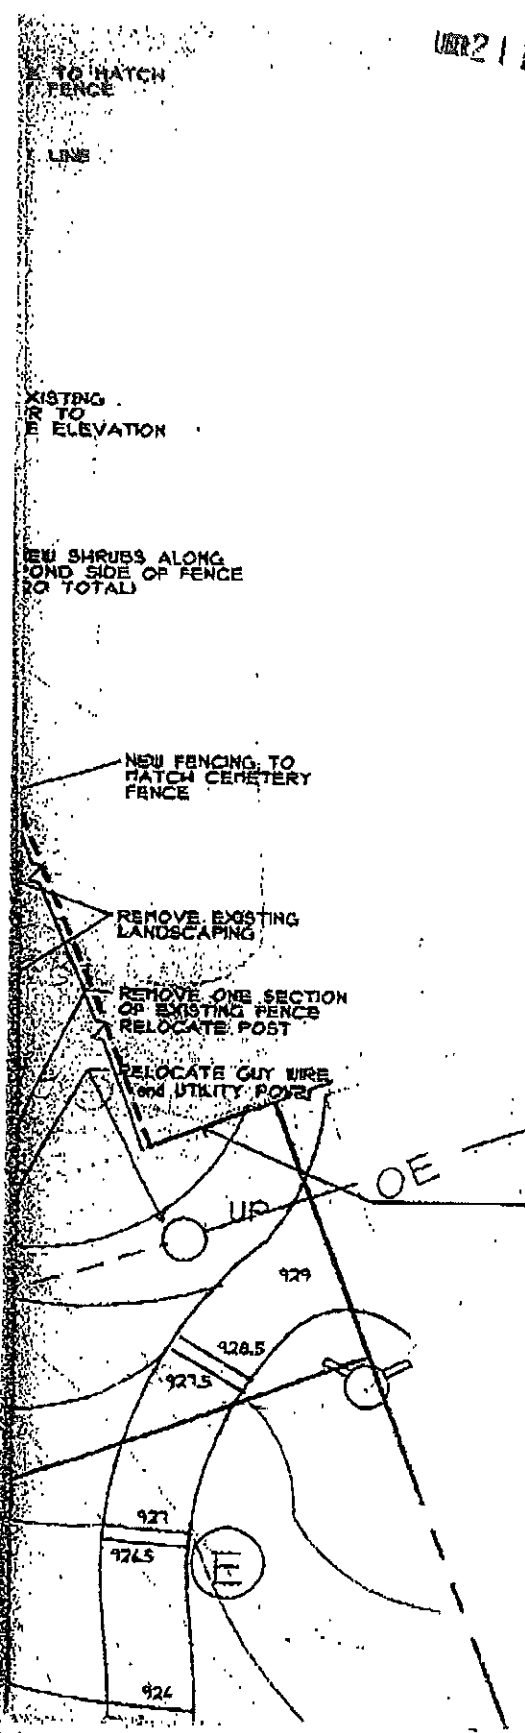 TO MATCH
FENCE
LINE
XISTING
R TO
E ELEVATION
EW SHRUBS ALONG
OND SIDE OF FENCE
TOTAL)
NEW FENCING TO
MATCH CEMETERY
FENCE
REMOVE EXISTING
LANDSCAPING
REMOVE ONE SECTION
OF EXISTING FENCE
RELOCATE POST
RELOCATE GUY WIRE
and UTILITY
OE
UP
929
928.5
927.5
927
926.5
E
926